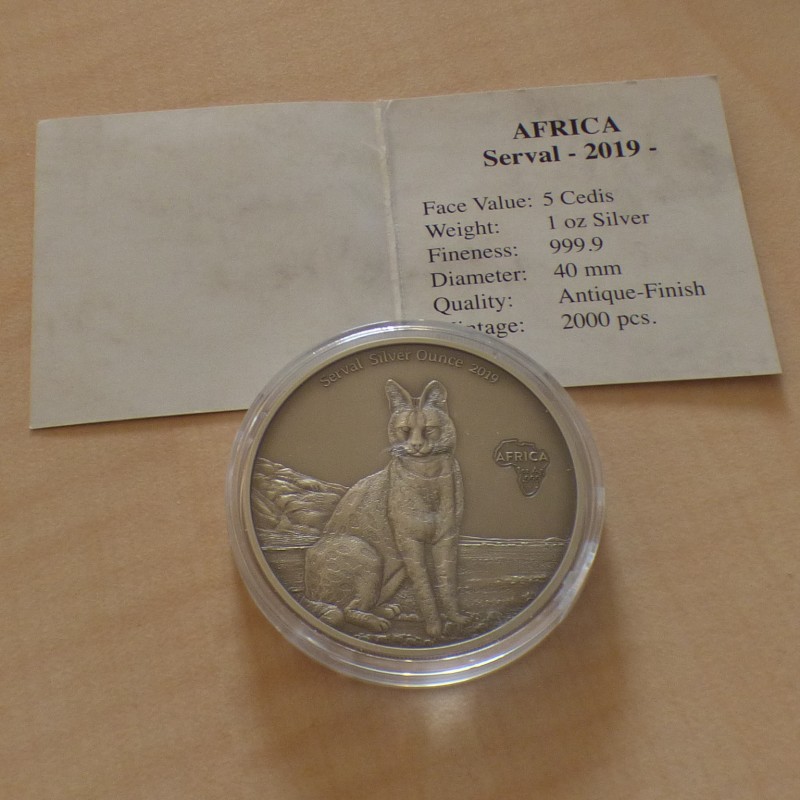 AFRICA
Serval - 2019 -
Face Value: 5 Cedis
Weight: 1 oz Silver
Fineness: 999.9
Diameter: 40 mm
Quality: Antique-Finish
2000 pcs.
Serval Silver Ounce 2019
AFRICA